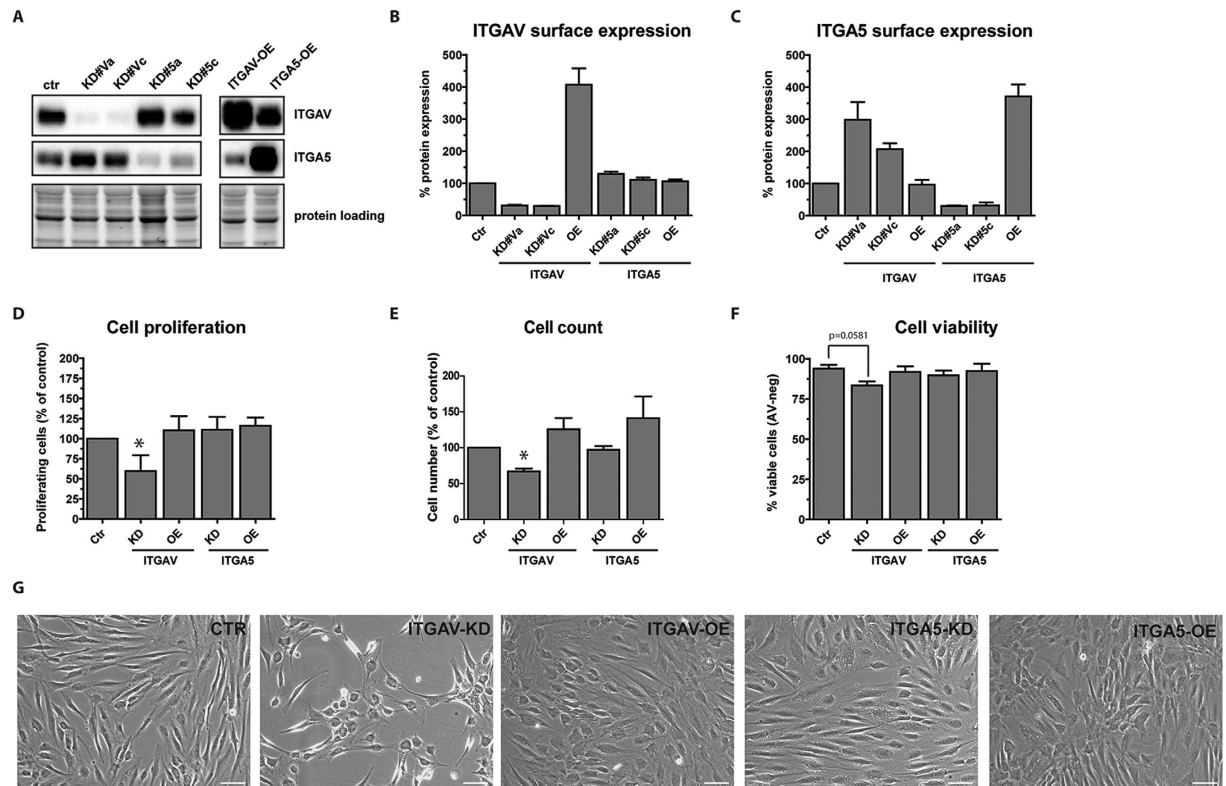 A
ctr
KD#Va
KD#Vc
KD#5a
KD#5c
ITGAV-OE
ITGA5-OE
ITGAV
ITGA5
protein loading
B
ITGAV surface expression
% protein expression
500
400
300
200
100
0
Ctr
KD#Va
KD#Vc
OE
KD#5a
KD#5c
OE
ITGAV
ITGA5
C
ITGA5 surface expression
% protein expression
500
400
300
200
100
0
Ctr
KD#Va
KD#Vc
OE
KD#5a
KD#5c
OE
ITGAV
ITGA5
D
Cell proliferation
Proliferating cells (% of control)
200
175
150
125
100
75
50
25
0
*
Ctr
KD
OE
KD
OE
ITGAV
ITGA5
E
Cell count
Cell number (% of control)
200
150
100
50
0
*
Ctr
KD
OE
KD
OE
ITGAV
ITGA5
F
Cell viability
p=0.0581
% viable cells (AV-neg)
100
75
50
25
0
Ctr
KD
OE
KD
OE
ITGAV
ITGA5
G
CTR
ITGAV-KD
ITGAV-OE
ITGA5-KD
ITGA5-OE